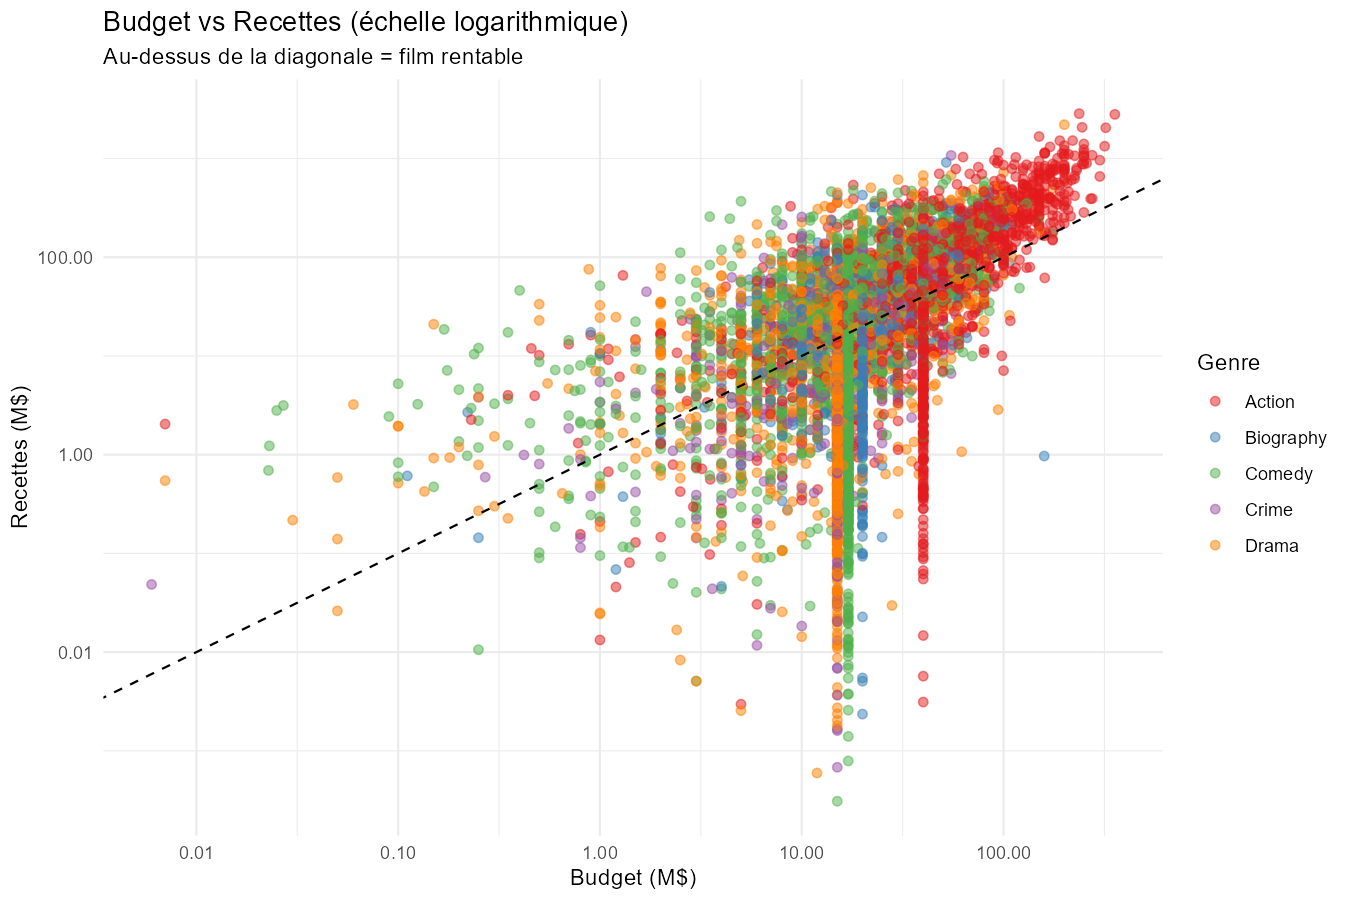 Budget vs Recettes (échelle logarithmique)
Au-dessus de la diagonale = film rentable
Recettes (M$)
100.00
1.00
0.01
0.01
0.10
1.00
10.00
100.00
Budget (M$)
Genre
Action
Biography
Comedy
Crime
Drama